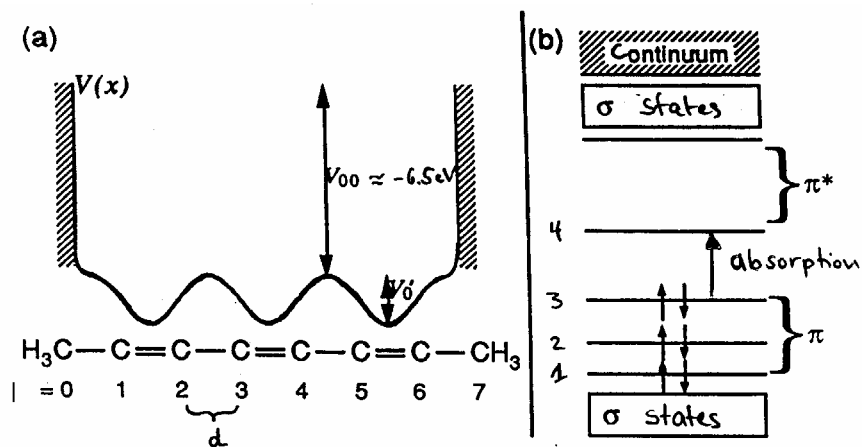 (a)
V(x)
V₀₀ ≈ -6.5eV
V₀'
H₃C—C=C—C=C—C=C—CH₃
l = 0 1 2 3 4 5 6 7
d
(b)
Continuum
σ states
π*
4
absorption
3
π
2
1
σ states